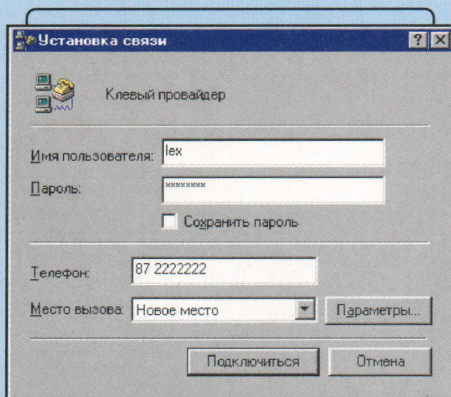 Установка связи
Клевый провайдер
Имя пользователя: lex
Пароль: ××××××××
Сохранить пароль
Телефон: 87 2222222
Место вызова: Новое место Параметры...
Подключиться Отмена